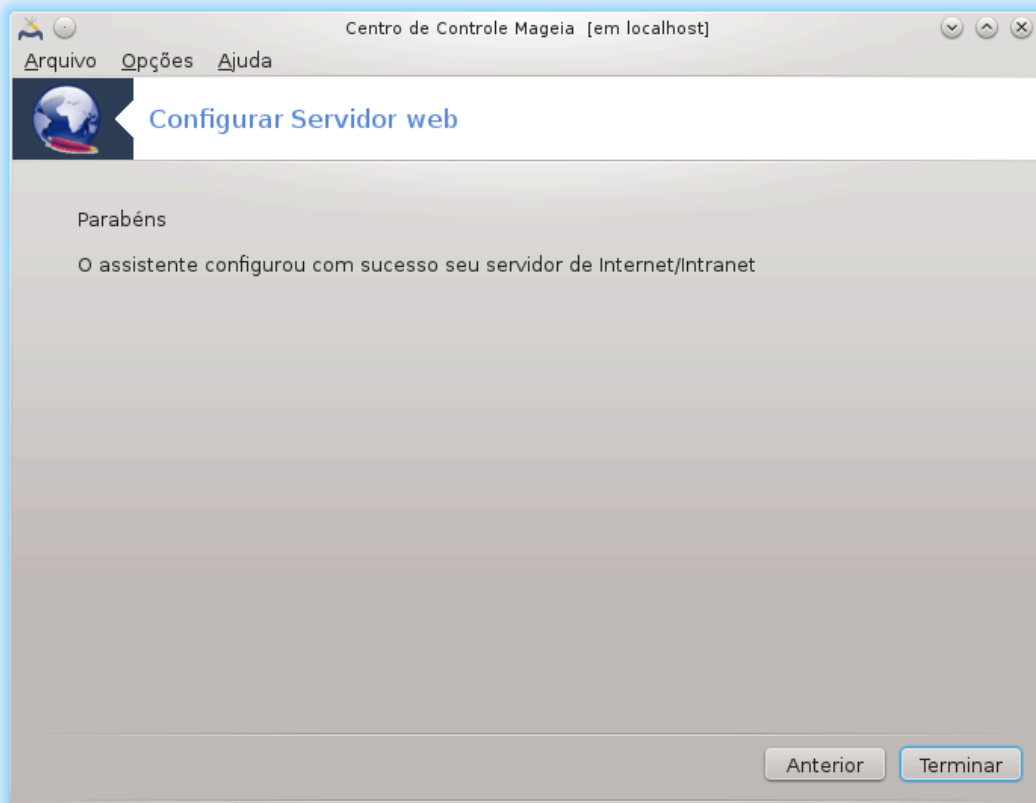 Centro de Controle Mageia [em localhost]
Arquivo Opções Ajuda
Configurar Servidor web
Parabéns
O assistente configurou com sucesso seu servidor de Internet/Intranet
Anterior Terminar